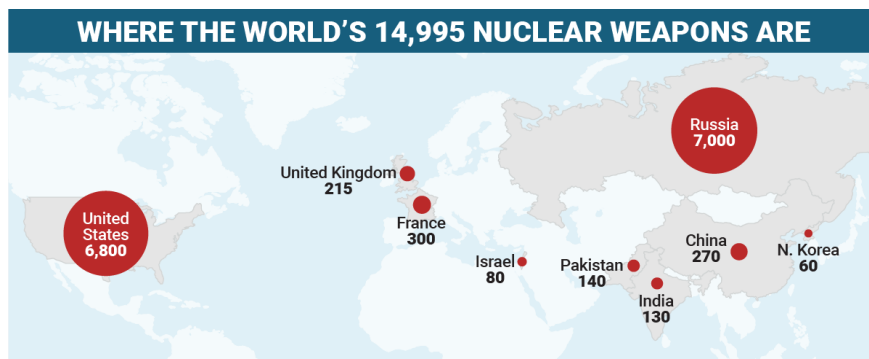 WHERE THE WORLD'S 14,995 NUCLEAR WEAPONS ARE
Russia
7,000
United Kingdom
215
United
States
6,800
France
300
Israel
80
Pakistan
140
India
130
China
270
N. Korea
60